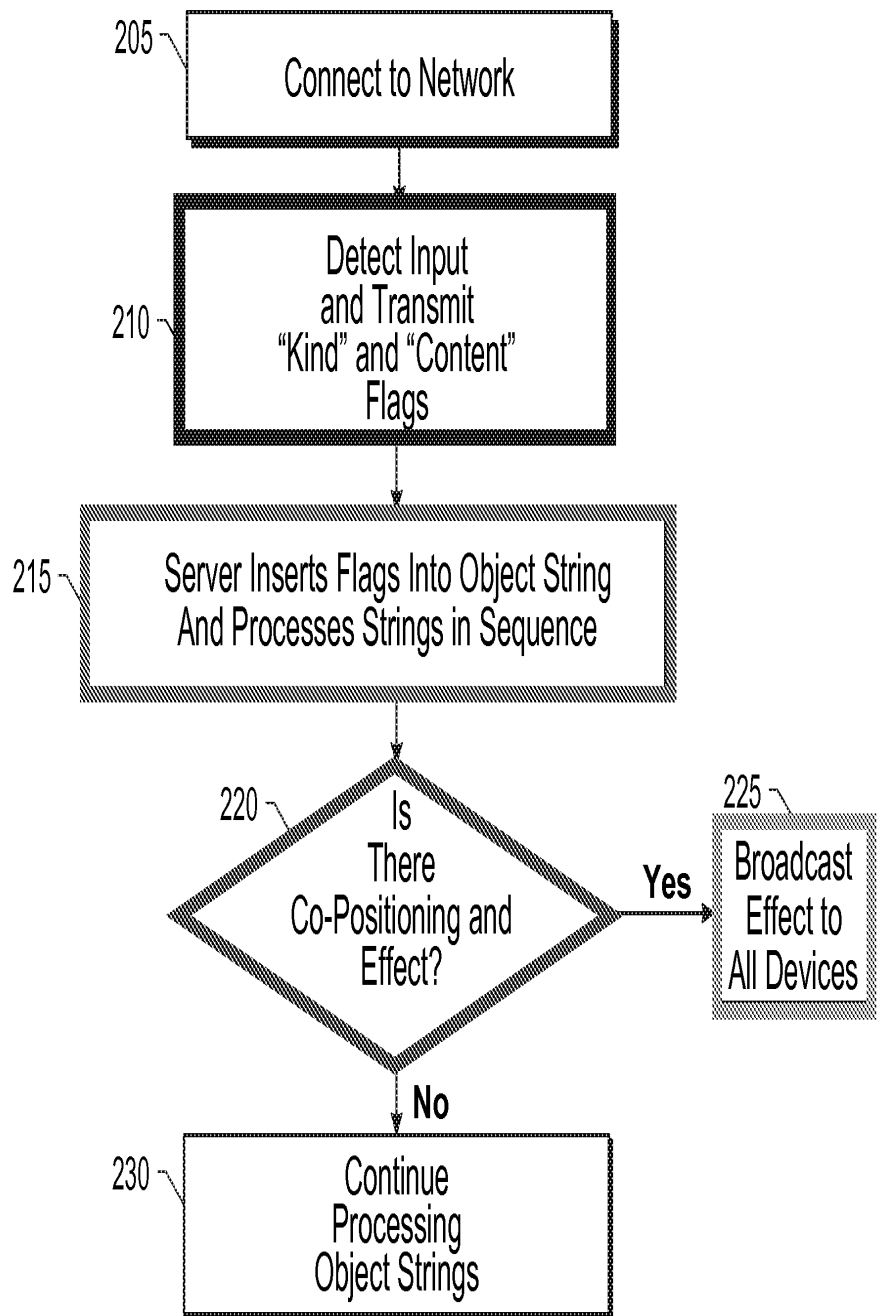 205
Connect to Network
210
Detect Input
and Transmit
“Kind” and “Content”
Flags
215
Server Inserts Flags Into Object String
And Processes Strings in Sequence
220
Is
There
Co-Positioning and
Effect?
Yes
225
Broadcast
Effect to
All Devices
No
230
Continue
Processing
Object Strings